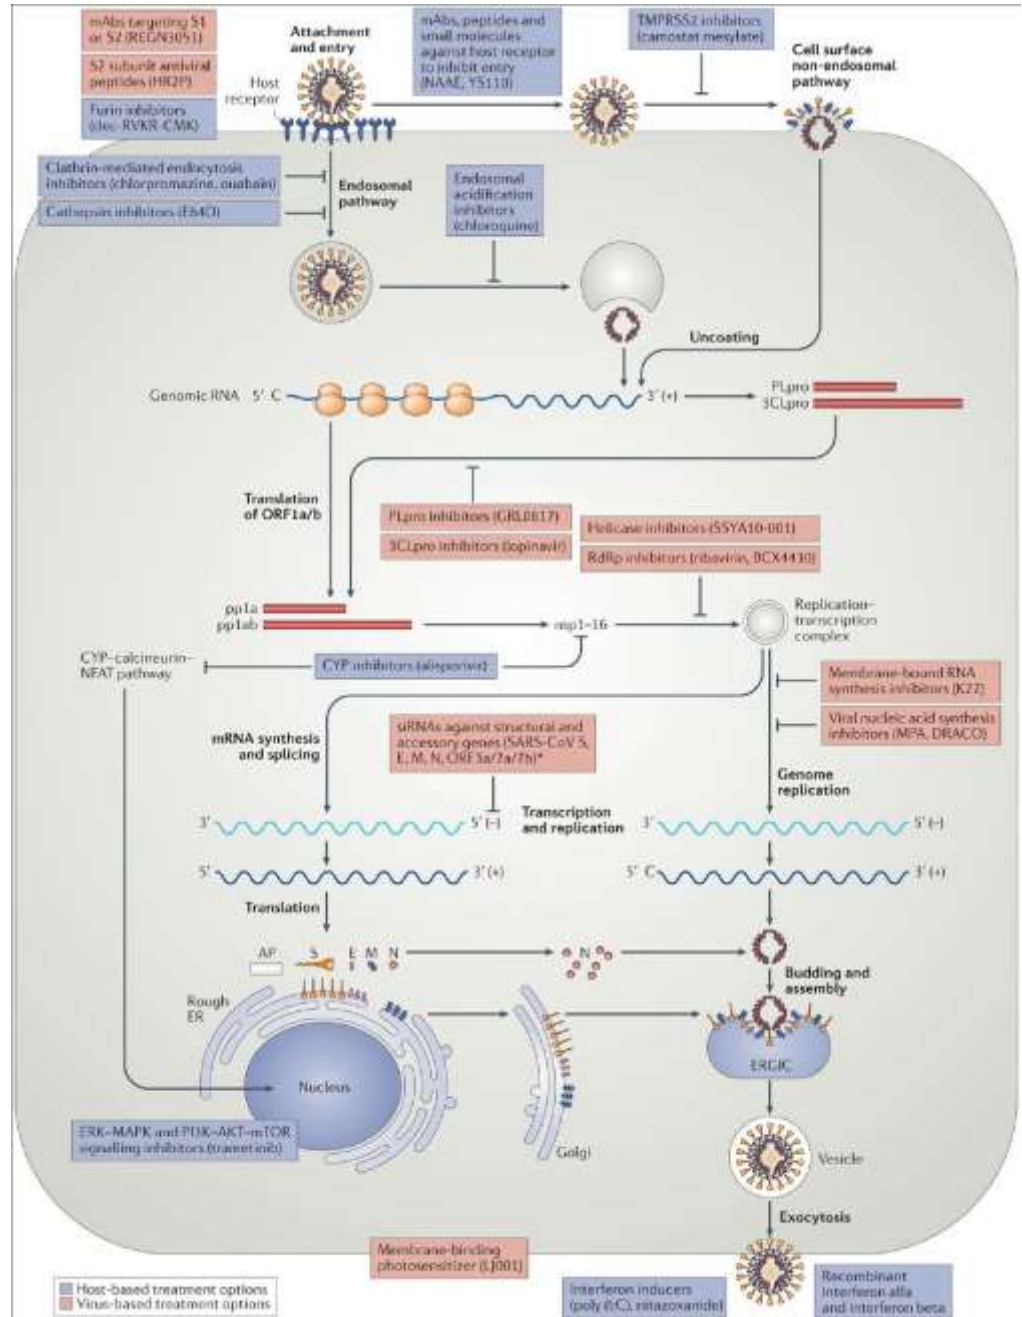 mAbs targeting S1
or S2 (REGN3051)
S2 subunit antiviral
peptides (HR2P)
Furin inhibitors
(dec-RVKR-CMK)
Attachment
and entry
Host
receptor
mAbs, peptides and
small molecules
against host receptor
to inhibit entry
(NAAE, YS110)
TMPRSS2 inhibitors
(camostat mesylate)
Cell surface
non-endosomal
pathway
Clathrin-mediated endocytosis
inhibitors (chlorpromazine, ouabain)
Cathepsin inhibitors (E64D)
Endosomal
pathway
Endosomal
acidification
inhibitors
(chloroquine)
Uncoating
Genomic RNA 5′ C
3′ (+)
PLpro
3CLpro
Translation
of ORF1a/b
PLpro inhibitors (GRL0617)
3CLpro inhibitors (lopinavir)
Helicase inhibitors (SSYA10-001)
RdRp inhibitors (ribavirin, BCX4430)
pp1a
pp1ab
nsp1–16
Replication–
transcription
complex
CYP–calcineurin–
NFAT pathway
CYP inhibitors (alisporivir)
Membrane-bound RNA
synthesis inhibitors (K22)
Viral nucleic acid synthesis
inhibitors (MPA, DRACO)
mRNA synthesis
and splicing
siRNAs against structural and
accessory genes (SARS-CoV S,
E, M, N, ORF3a/7a/7b)*
Genome
replication
3′
5′ (–)
Transcription
and replication
3′
5′ (–)
5′
3′ (+)
5′ C
3′ (+)
Translation
AP
S
E
M
N
N
Budding and
assembly
Rough
ER
Nucleus
ERGIC
ERK–MAPK and PI3K–AKT–mTOR
signalling inhibitors (trametinib)
Golgi
Vesicle
Exocytosis
Membrane-binding
photosensitizer (LJ001)
Host-based treatment options
Virus-based treatment options
Interferon inducers
(poly (I:C), nitazoxanide)
Recombinant
interferon alfa
and interferon beta